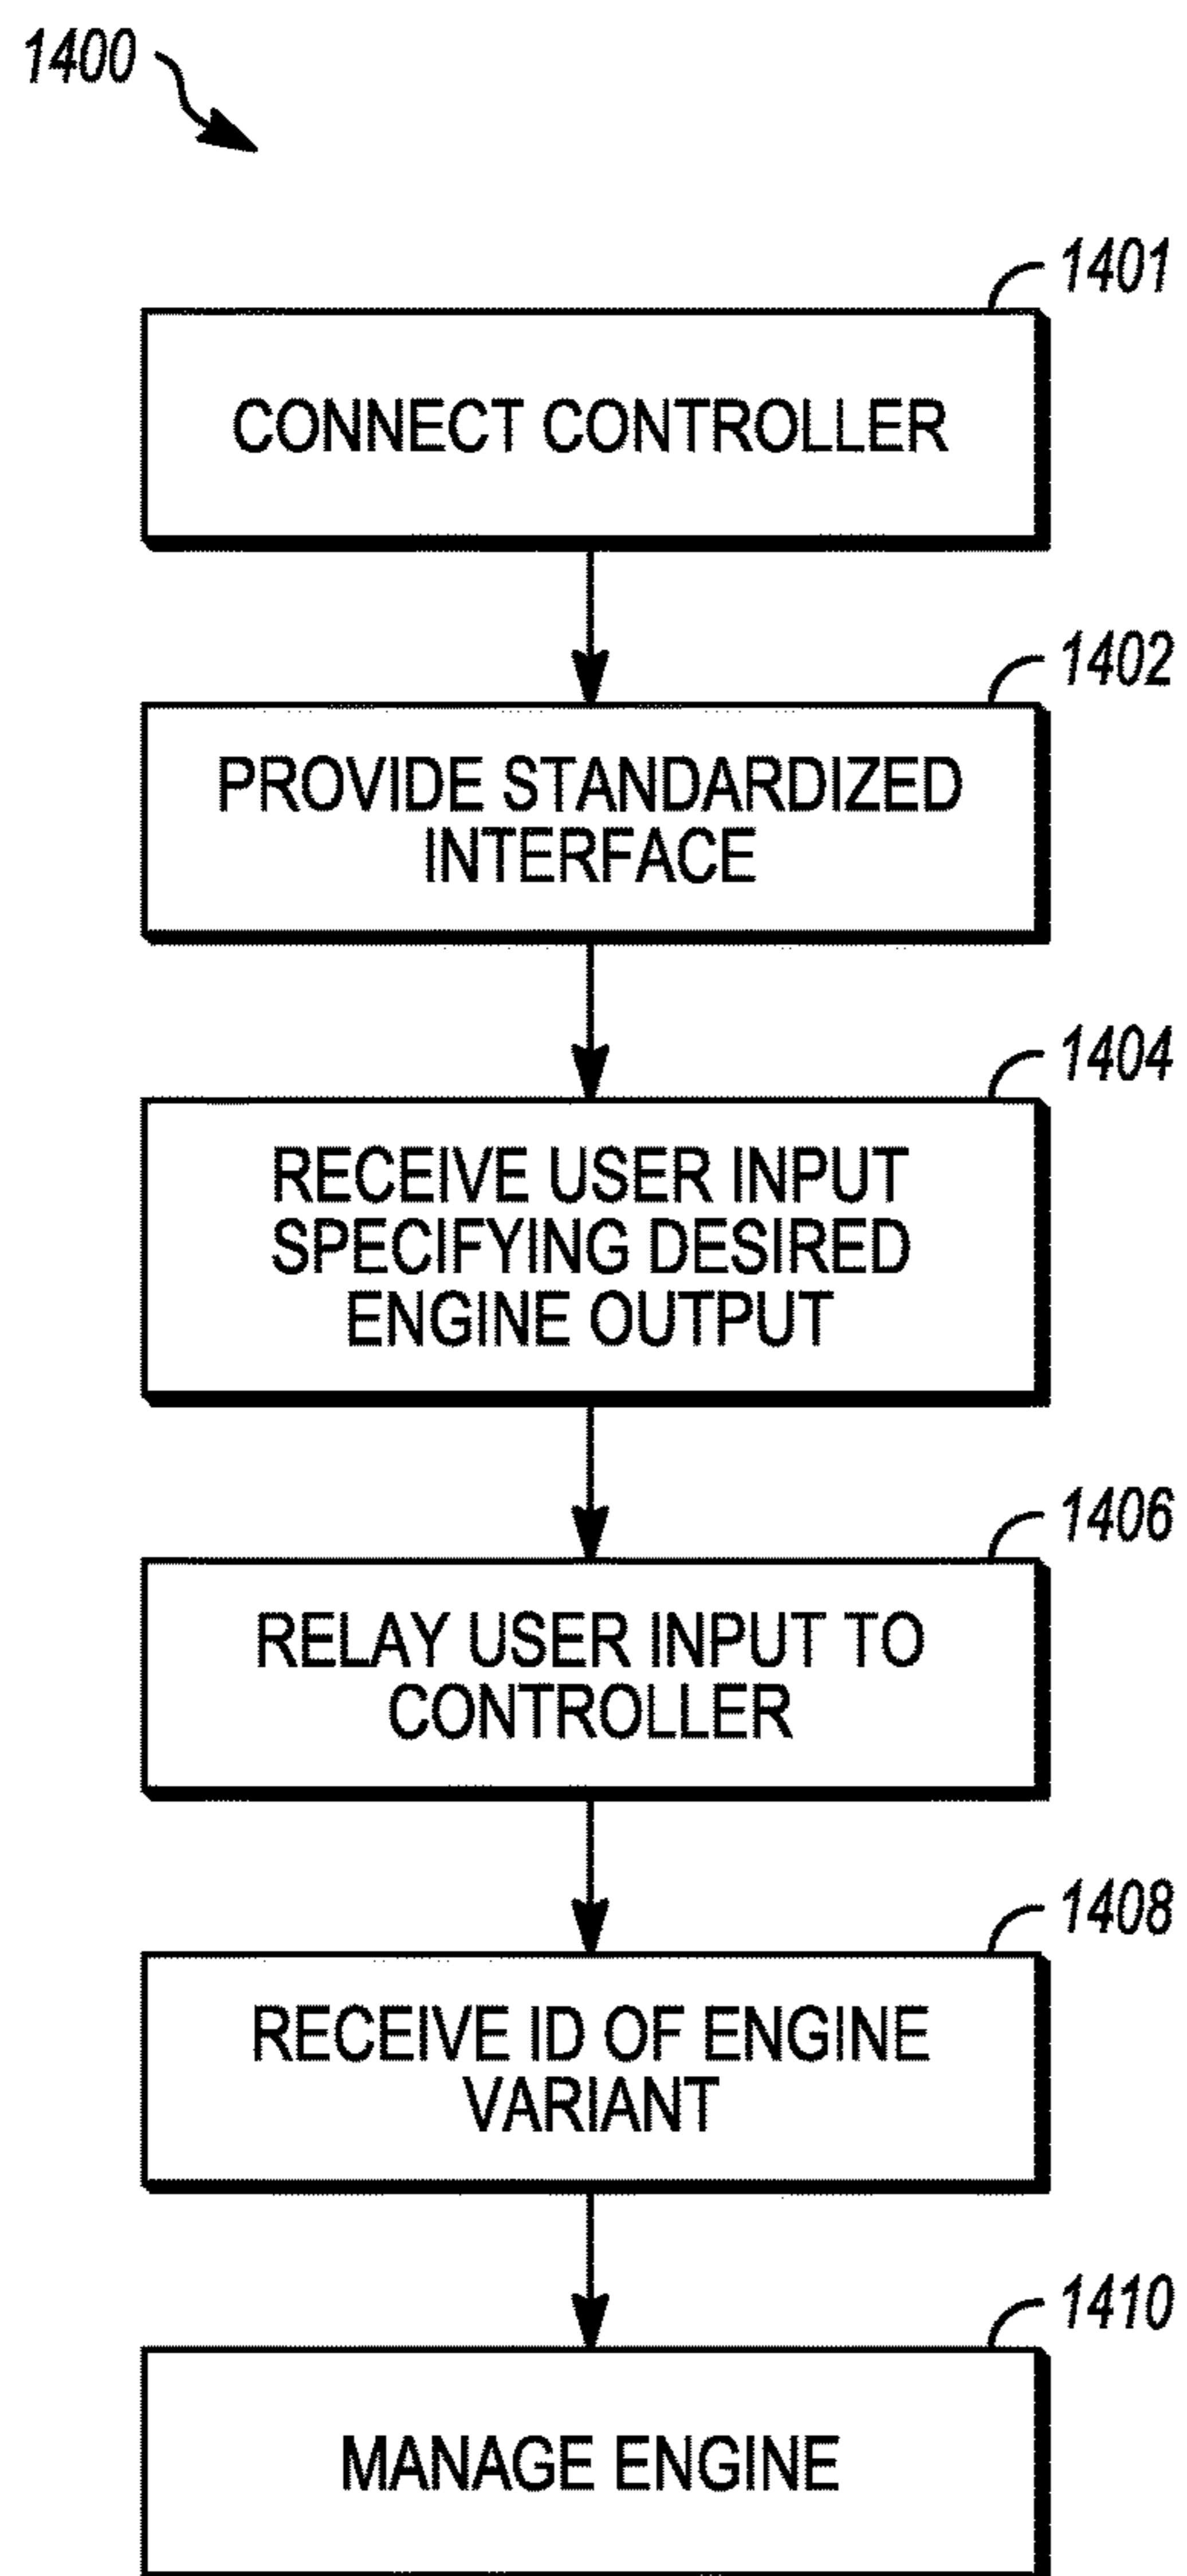 1400
1401
CONNECT CONTROLLER
1402
PROVIDE STANDARDIZED
INTERFACE
1404
RECEIVE USER INPUT
SPECIFYING DESIRED
ENGINE OUTPUT
1406
RELAY USER INPUT TO
CONTROLLER
1408
RECEIVE ID OF ENGINE
VARIANT
1410
MANAGE ENGINE